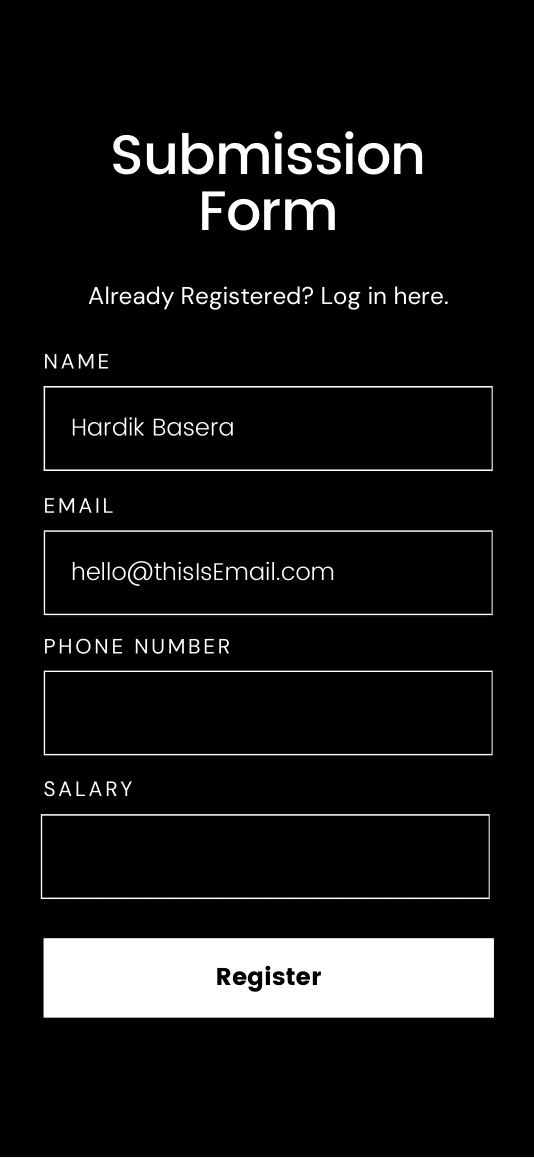 Submission
Form
Already Registered? Log in here.
NAME
Hardik Basera
EMAIL
hello@thisIsEmail.com
PHONE NUMBER
SALARY
Register